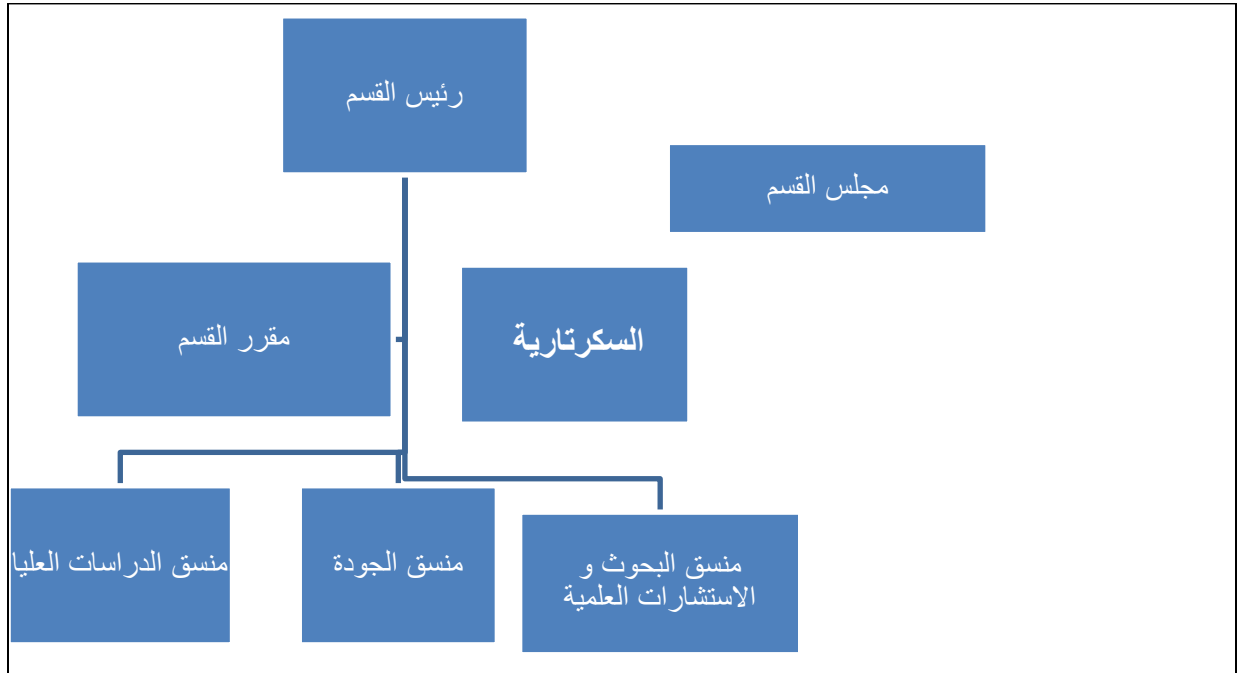 رئيس القسم
مجلس القسم
السكرتارية
مقرر القسم
منسق البحوث و
الاستشارات العلمية
منسق الجودة
منسق الدراسات العليا